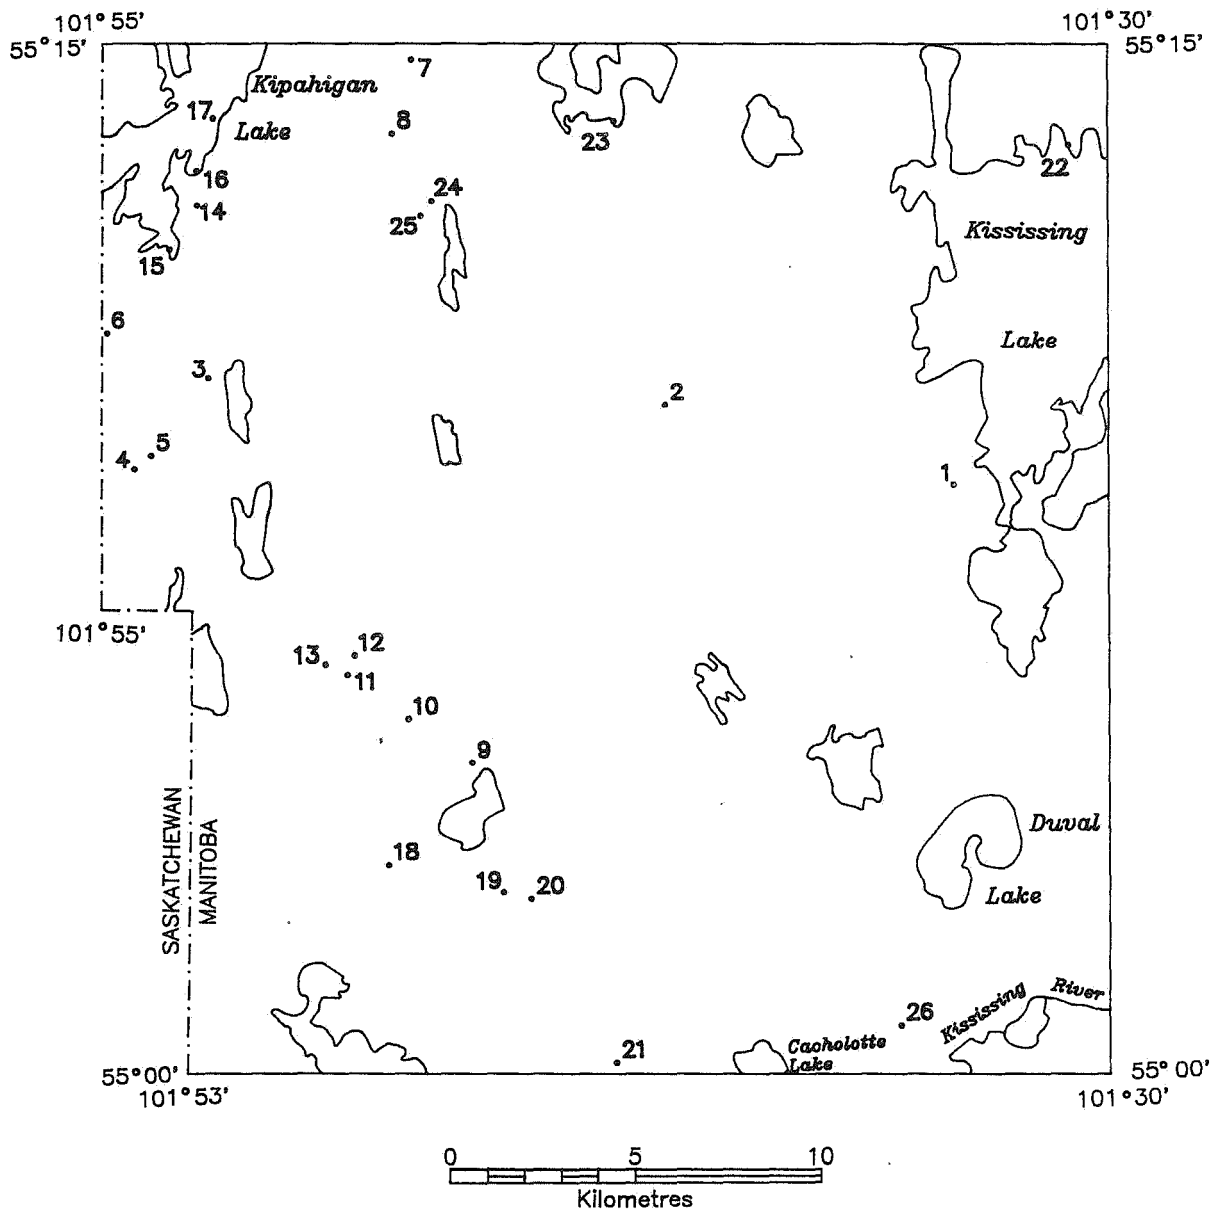 101°55'
101°30'
55°15'
55°15'
7
Kipahigan
17
8
Lake
23
22
16
14
24
25
Kississing
15
6
Lake
3
2
5
4
1
101°55'
12
13
11
10
9
SASKATCHEWAN
MANITOBA
Duval
18
19
20
Lake
River
Kississing
26
Cacholotte
Lake
21
55°00'
55°00'
101°53'
101°30'
0 5 10
Kilometres